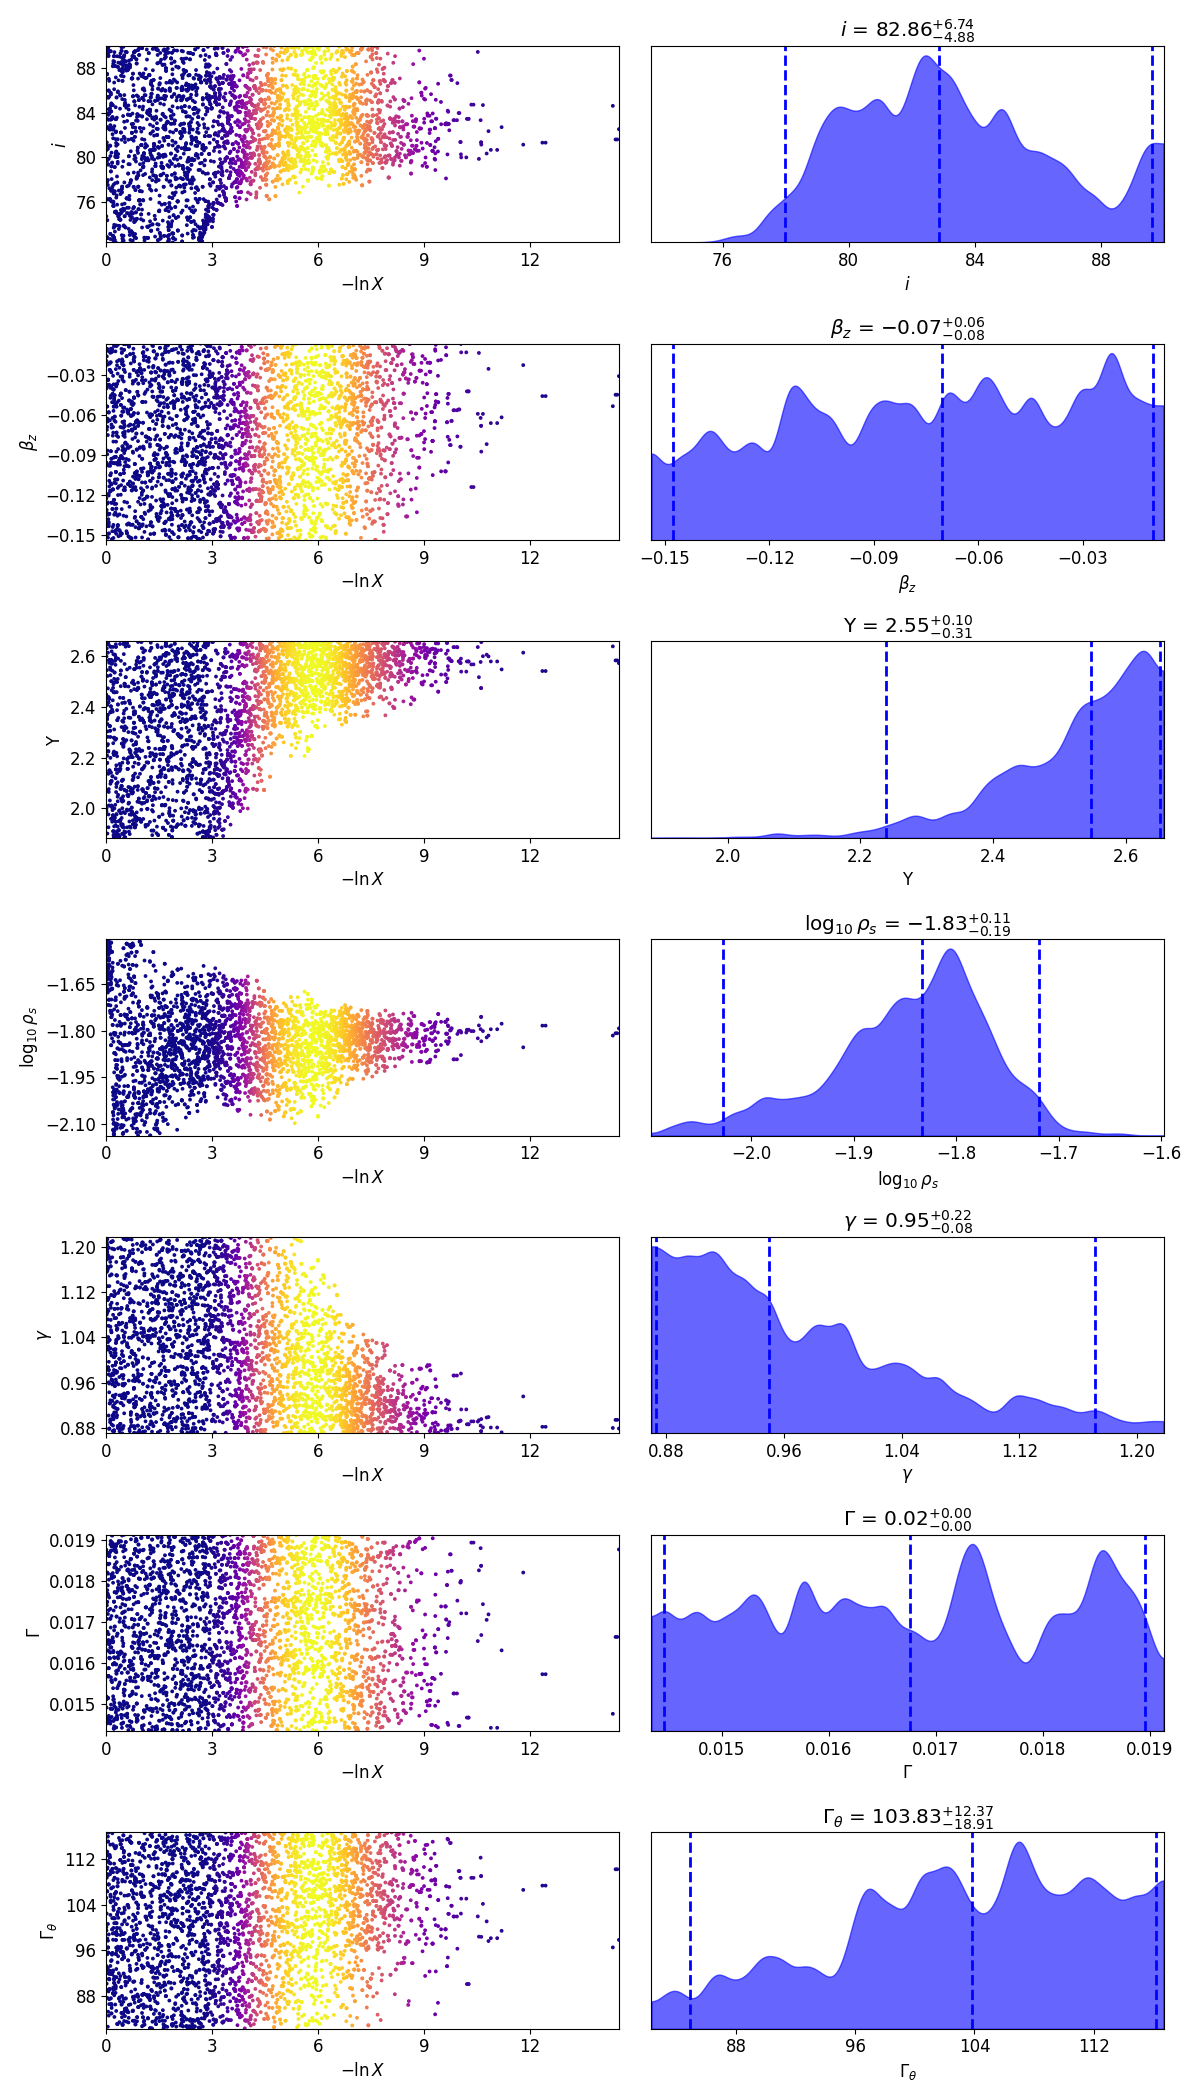 i = 82.86+6.74−4.88
88
84
80
76
i
0 3 6 9 12
−ln X
76 80 84 88
i
βz = −0.07+0.06−0.08
−0.03
−0.06
−0.09
−0.12
−0.15
βz
0 3 6 9 12
−ln X
−0.15 −0.12 −0.09 −0.06 −0.03
βz
Υ = 2.55+0.10−0.31
2.6
2.4
2.2
2.0
Υ
0 3 6 9 12
−ln X
2.0 2.2 2.4 2.6
Υ
log10 ρs = −1.83+0.11−0.19
−1.65
−1.80
−1.95
−2.10
log10 ρs
0 3 6 9 12
−ln X
−2.0 −1.9 −1.8 −1.7 −1.6
log10 ρs
γ = 0.95+0.22−0.08
1.20
1.12
1.04
0.96
0.88
γ
0 3 6 9 12
−ln X
0.88 0.96 1.04 1.12 1.20
γ
Γ = 0.02+0.00−0.00
0.019
0.018
0.017
0.016
0.015
Γ
0 3 6 9 12
−ln X
0.015 0.016 0.017 0.018 0.019
Γ
Γθ = 103.83+12.37−18.91
112
104
96
88
Γθ
0 3 6 9 12
−ln X
88 96 104 112
Γθ